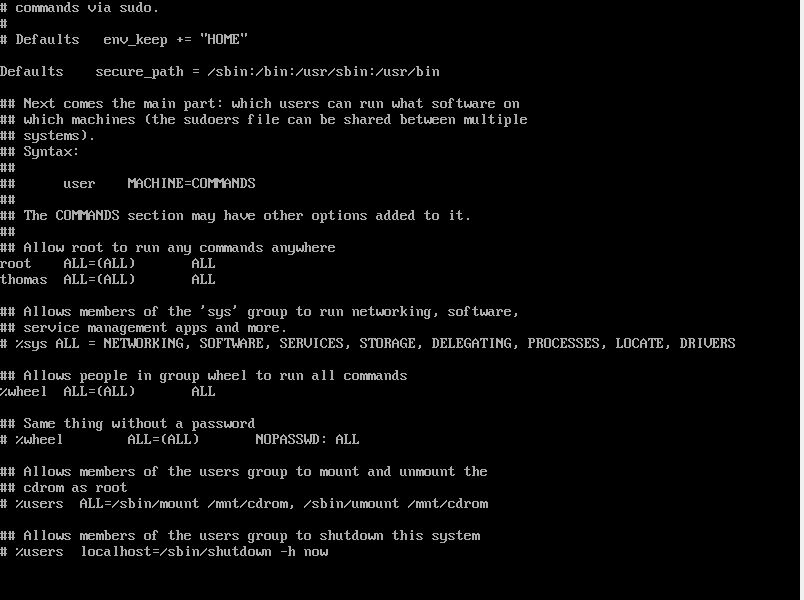 # commands via sudo.
#
# Defaults   env_keep += "HOME"
Defaults    secure_path = /sbin:/bin:/usr/sbin:/usr/bin
## Next comes the main part: which users can run what software on
## which machines (the sudoers file can be shared between multiple
## systems).
## Syntax:
##
##      user    MACHINE=COMMANDS
##
## The COMMANDS section may have other options added to it.
##
## Allow root to run any commands anywhere
root    ALL=(ALL)       ALL
thomas  ALL=(ALL)       ALL
## Allows members of the 'sys' group to run networking, software,
## service management apps and more.
# %sys ALL = NETWORKING, SOFTWARE, SERVICES, STORAGE, DELEGATING, PROCESSES, LOCATE, DRIVERS
## Allows people in group wheel to run all commands
%wheel  ALL=(ALL)       ALL
## Same thing without a password
# %wheel        ALL=(ALL)       NOPASSWD: ALL
## Allows members of the users group to mount and unmount the
## cdrom as root
# %users  ALL=/sbin/mount /mnt/cdrom, /sbin/umount /mnt/cdrom
## Allows members of the users group to shutdown this system
# %users  localhost=/sbin/shutdown -h now